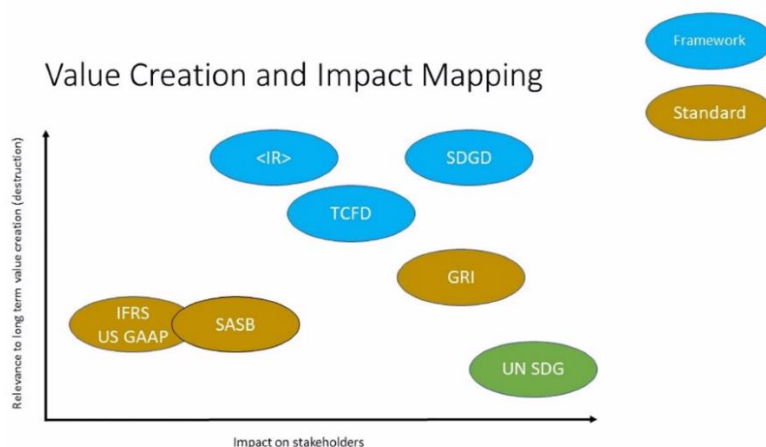 Framework
Value Creation and Impact Mapping
Standard
<IR>
SDGD
TCFD
GRI
IFRS
US GAAP
SASB
UN SDG
Relevance to long term value creation (destruction)
Impact on stakeholders